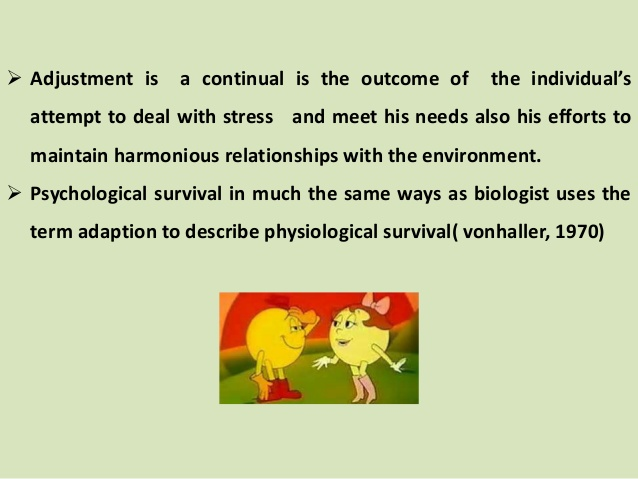 ➢ Adjustment is a continual is the outcome of the individual’s
attempt to deal with stress and meet his needs also his efforts to
maintain harmonious relationships with the environment.
➢ Psychological survival in much the same ways as biologist uses the
term adaption to describe physiological survival( vonhaller, 1970)